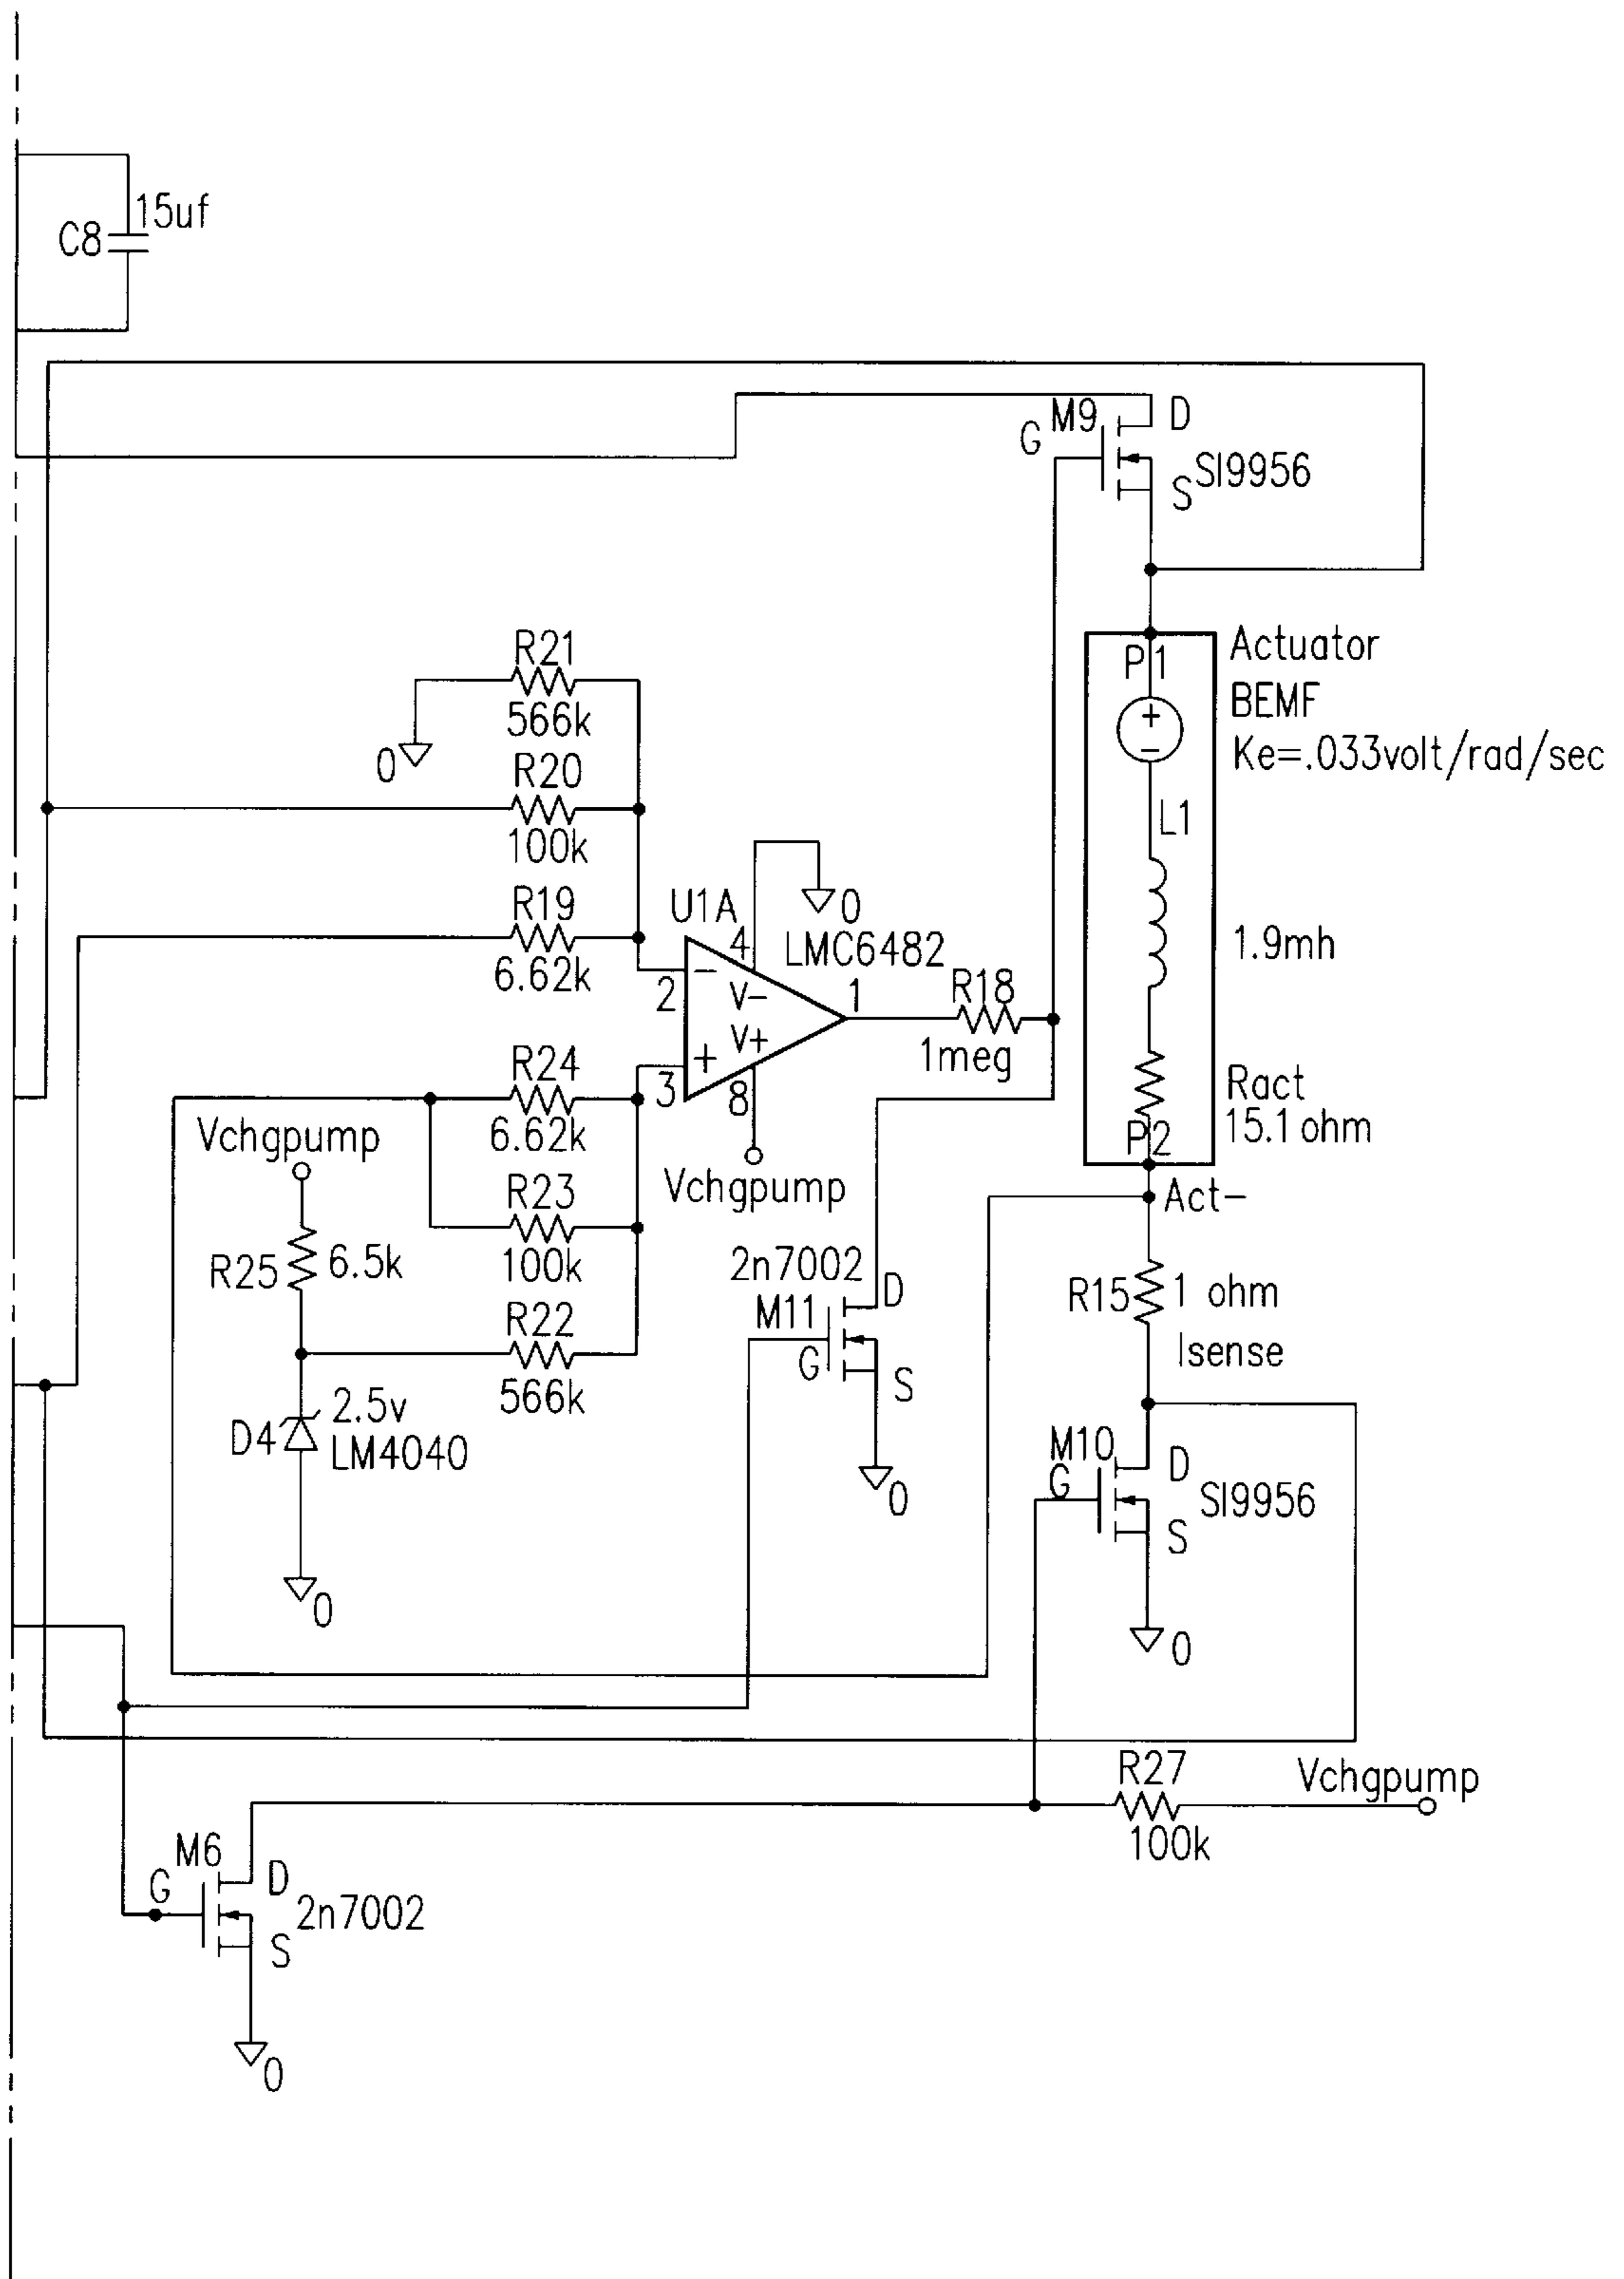 15uf
C8
M9
D
G
SI9956
S
R21
566k
0
R20
100k
R19
6.62k
U1A
4
0
LMC6482
2
−
V−
1
R18
1meg
V+
+
3
8
Vchgpump
R24
6.62k
Vchgpump
R23
100k
R25
6.5k
R22
566k
D4
2.5v
LM4040
0
P1
Actuator
BEMF
+
−
Ke=.033volt/rad/sec
L1
1.9mh
Ract
15.1 ohm
P2
Act−
R15
1 ohm
Isense
2n7002
D
M11
G
S
0
M10
G
D
SI9956
S
0
R27
100k
Vchgpump
M6
G
D
2n7002
S
0